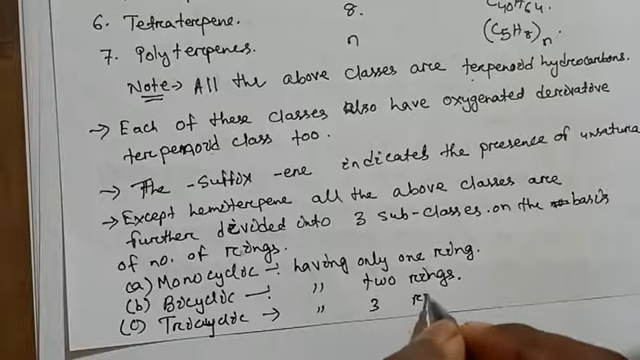 6. Tetraterpene. 8. C40H64.
7. Polyterpenes. n (C5H8)n.
Note → All the above classes are terpenoid hydrocarbons.
→ Each of these classes also have oxygenated derivative
terpenoid class too.
→ The -suffix -ene indicates the presence of unsatura
→ Except hemiterpene all the above classes are
further divided into 3 sub-classes. on the basis
of no. of rings.
(a) Monocyclic -: having only one ring.
(b) Bicyclic -: " two rings.
(c) Tricyclic → " 3 ri